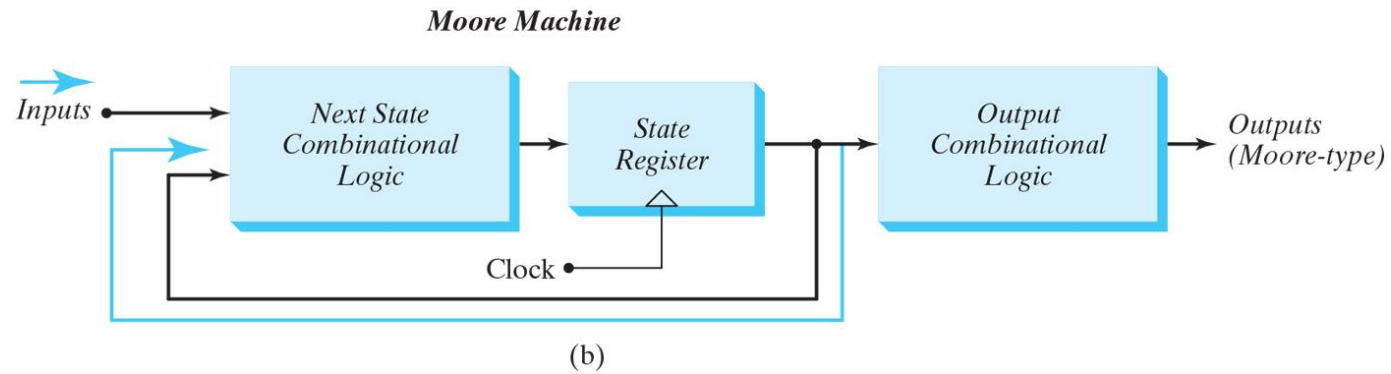 Moore Machine
Inputs
Next State
Combinational
Logic
State
Register
Output
Combinational
Logic
Outputs
(Moore-type)
Clock
(b)